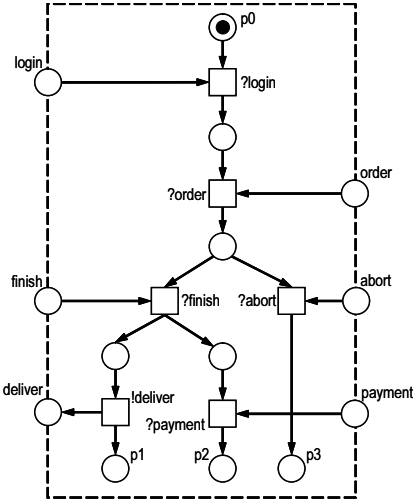 p0
login
?login
order
?order
finish
?finish
?abort
abort
deliver
!deliver
payment
?payment
p1
p2
p3